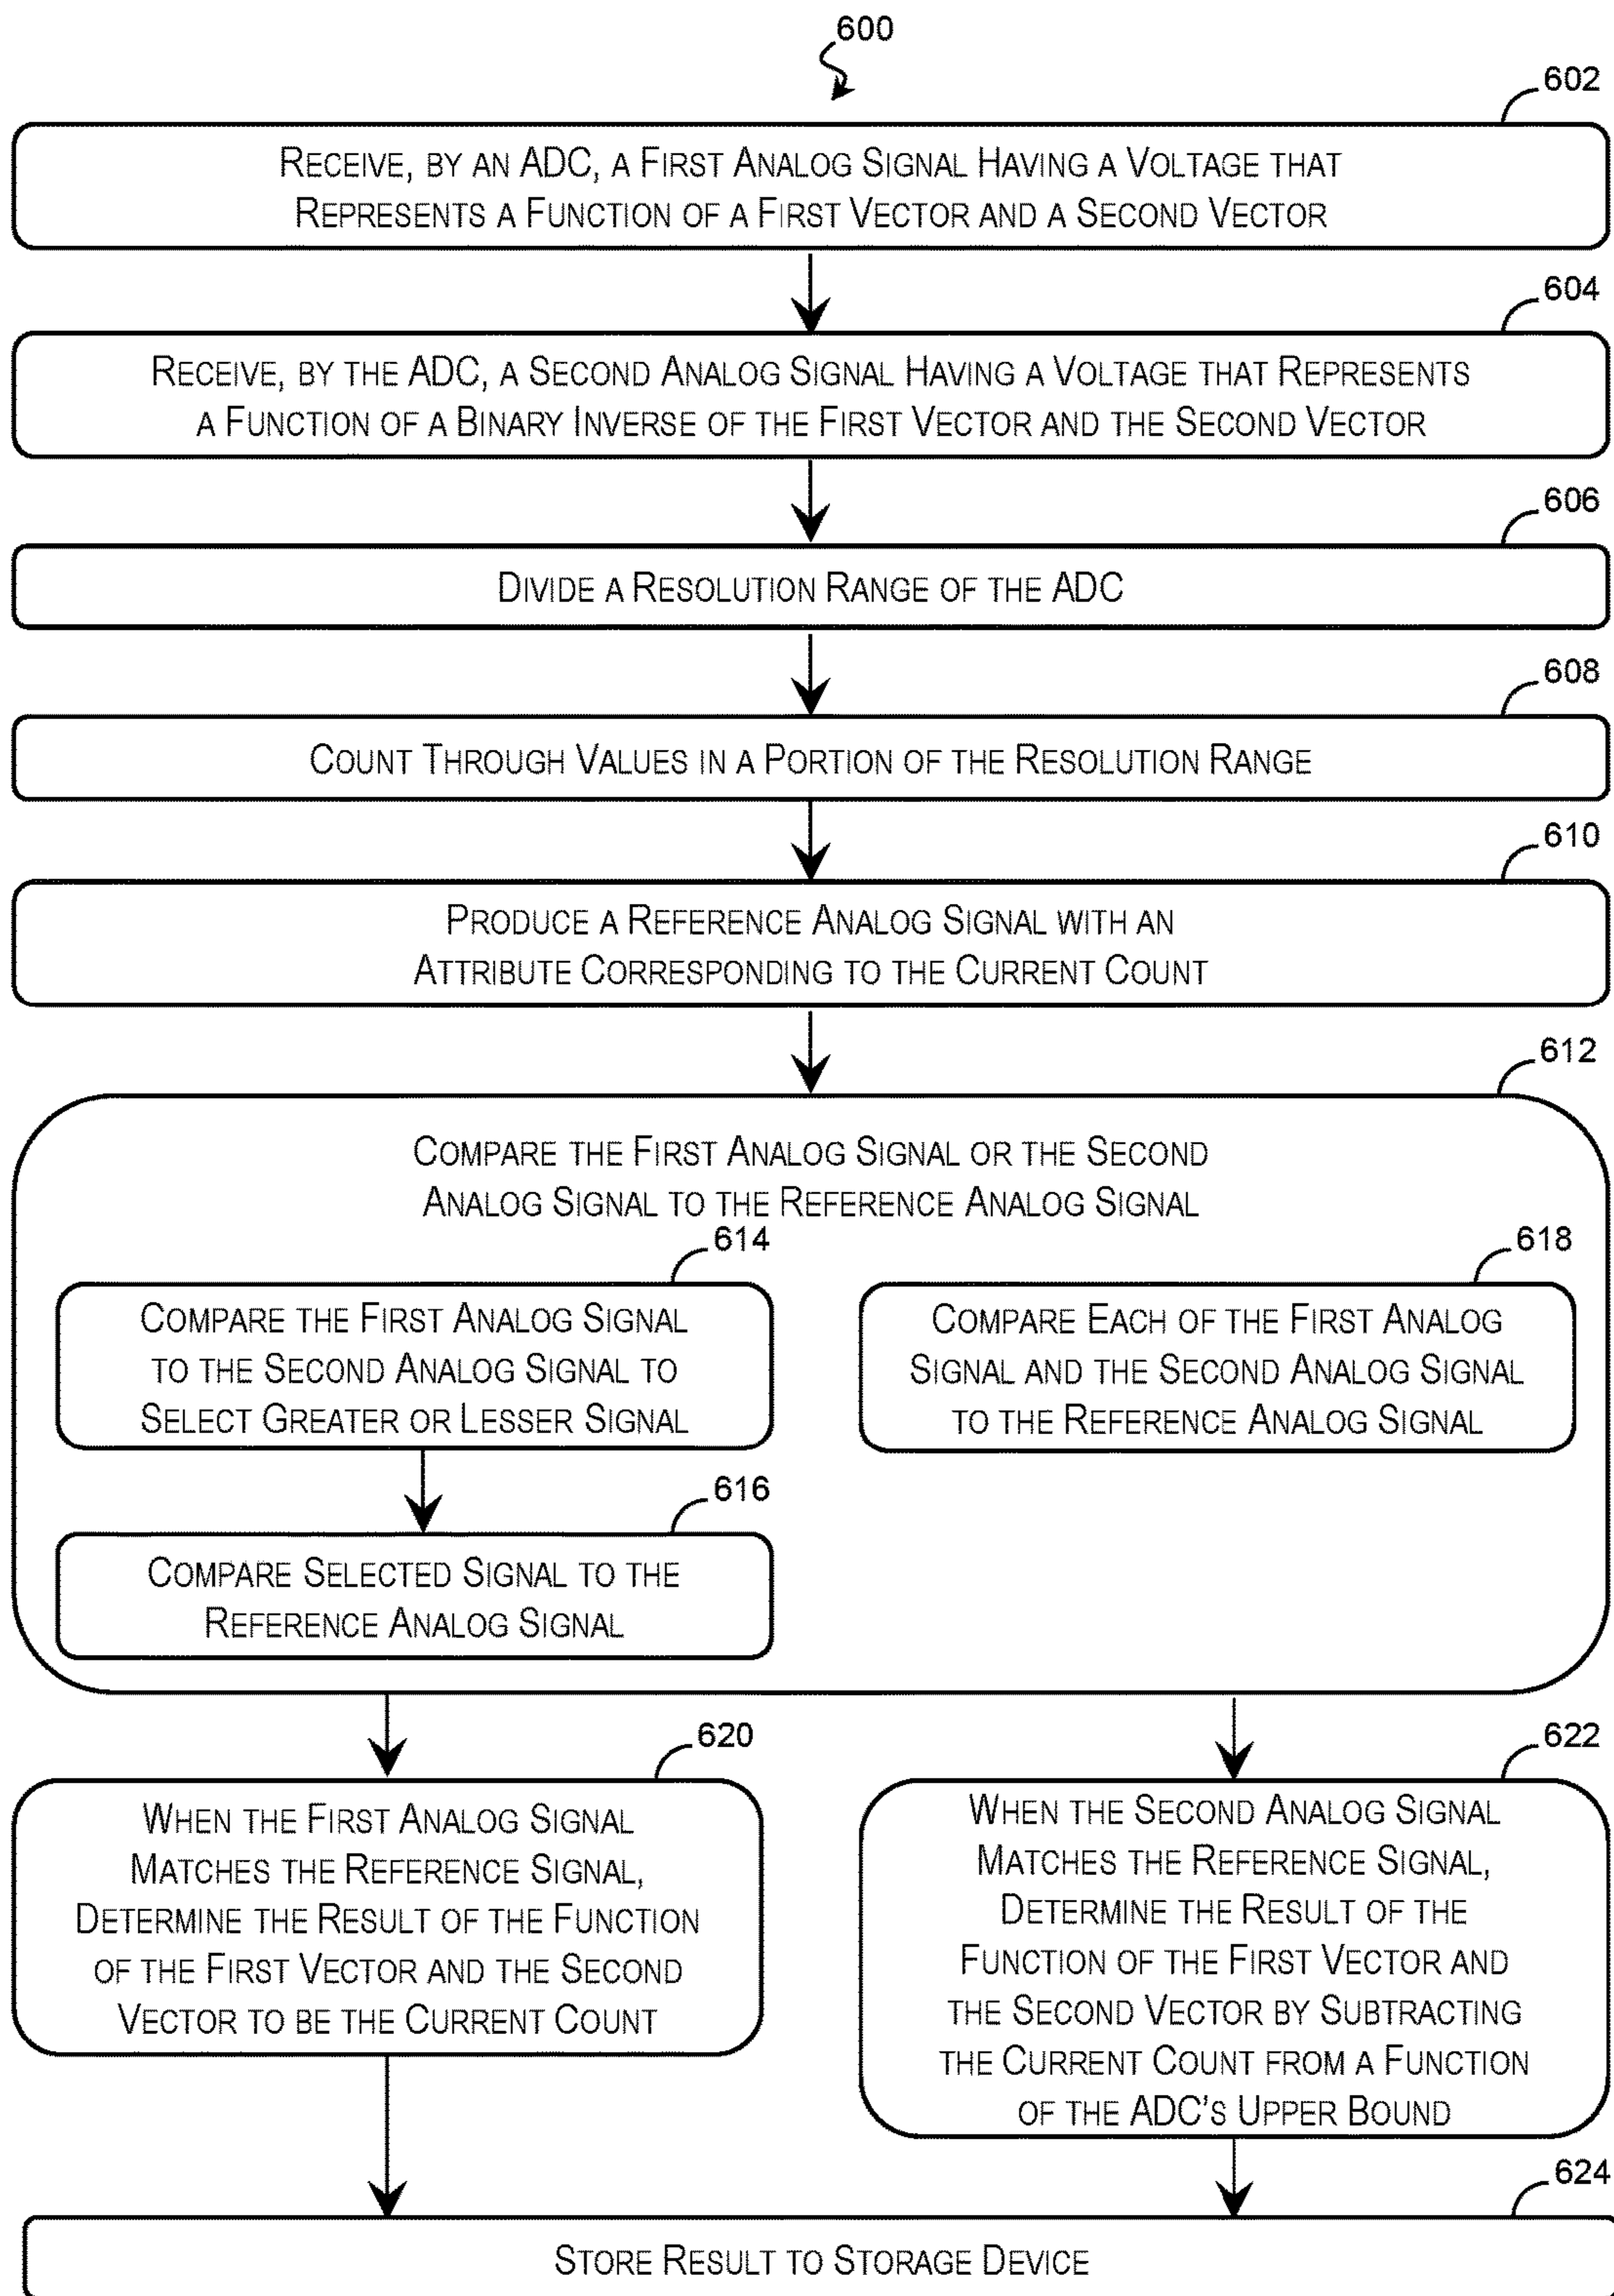 600
602
RECEIVE, BY AN ADC, A FIRST ANALOG SIGNAL HAVING A VOLTAGE THAT
REPRESENTS A FUNCTION OF A FIRST VECTOR AND A SECOND VECTOR
604
RECEIVE, BY THE ADC, A SECOND ANALOG SIGNAL HAVING A VOLTAGE THAT REPRESENTS
A FUNCTION OF A BINARY INVERSE OF THE FIRST VECTOR AND THE SECOND VECTOR
606
DIVIDE A RESOLUTION RANGE OF THE ADC
608
COUNT THROUGH VALUES IN A PORTION OF THE RESOLUTION RANGE
610
PRODUCE A REFERENCE ANALOG SIGNAL WITH AN
ATTRIBUTE CORRESPONDING TO THE CURRENT COUNT
612
COMPARE THE FIRST ANALOG SIGNAL OR THE SECOND
ANALOG SIGNAL TO THE REFERENCE ANALOG SIGNAL
614
COMPARE THE FIRST ANALOG SIGNAL
TO THE SECOND ANALOG SIGNAL TO
SELECT GREATER OR LESSER SIGNAL
616
COMPARE SELECTED SIGNAL TO THE
REFERENCE ANALOG SIGNAL
618
COMPARE EACH OF THE FIRST ANALOG
SIGNAL AND THE SECOND ANALOG SIGNAL
TO THE REFERENCE ANALOG SIGNAL
620
WHEN THE FIRST ANALOG SIGNAL
MATCHES THE REFERENCE SIGNAL,
DETERMINE THE RESULT OF THE FUNCTION
OF THE FIRST VECTOR AND THE SECOND
VECTOR TO BE THE CURRENT COUNT
622
WHEN THE SECOND ANALOG SIGNAL
MATCHES THE REFERENCE SIGNAL,
DETERMINE THE RESULT OF THE
FUNCTION OF THE FIRST VECTOR AND
THE SECOND VECTOR BY SUBTRACTING
THE CURRENT COUNT FROM A FUNCTION
OF THE ADC'S UPPER BOUND
624
STORE RESULT TO STORAGE DEVICE